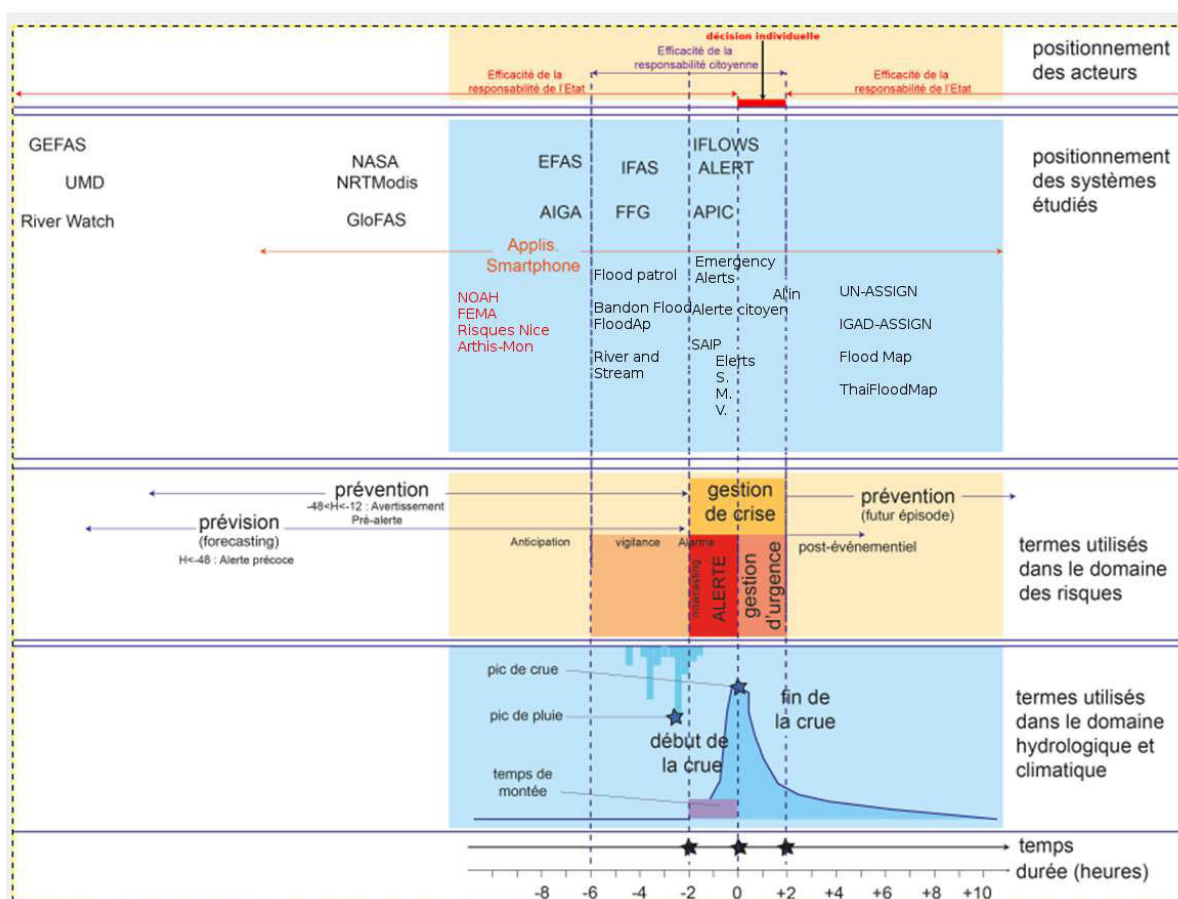 décision individuelle
Efficacité de la
responsabilité citoyenne
Efficacité de la
responsabilité de l'Etat
Efficacité de la
responsabilité de l'Etat
positionnement
des acteurs
GEFAS
UMD
River Watch
NASA
NRTModis
GloFAS
EFAS
AIGA
IFAS
FFG
IFLOWS
ALERT
APIC
positionnement
des systèmes
étudiés
Applis.
Smartphone
NOAH
FEMA
Risques Nice
Arthis-Mon
Flood patrol
Bandon Flood
FloodAp
River and
Stream
Emergency
Alerts
Al'in
Alerte citoyen
SAIP
Elerts
S.
M.
V.
UN-ASSIGN
IGAD-ASSIGN
Flood Map
ThaiFloodMap
prévention
-48<H<-12 : Avertissement
Pré-alerte
prévision
(forecasting)
H<-48 : Alerte précoce
Anticipation
vigilance
Alarme
gestion
de crise
nowcasting
ALERTE
gestion
d'urgence
prévention
(futur épisode)
post-événementiel
termes utilisés
dans le domaine
des risques
pic de crue
pic de pluie
début de
la crue
fin de
la crue
temps de
montée
termes utilisés
dans le domaine
hydrologique et
climatique
temps
durée (heures)
-8 -6 -4 -2 0 +2 +4 +6 +8 +10